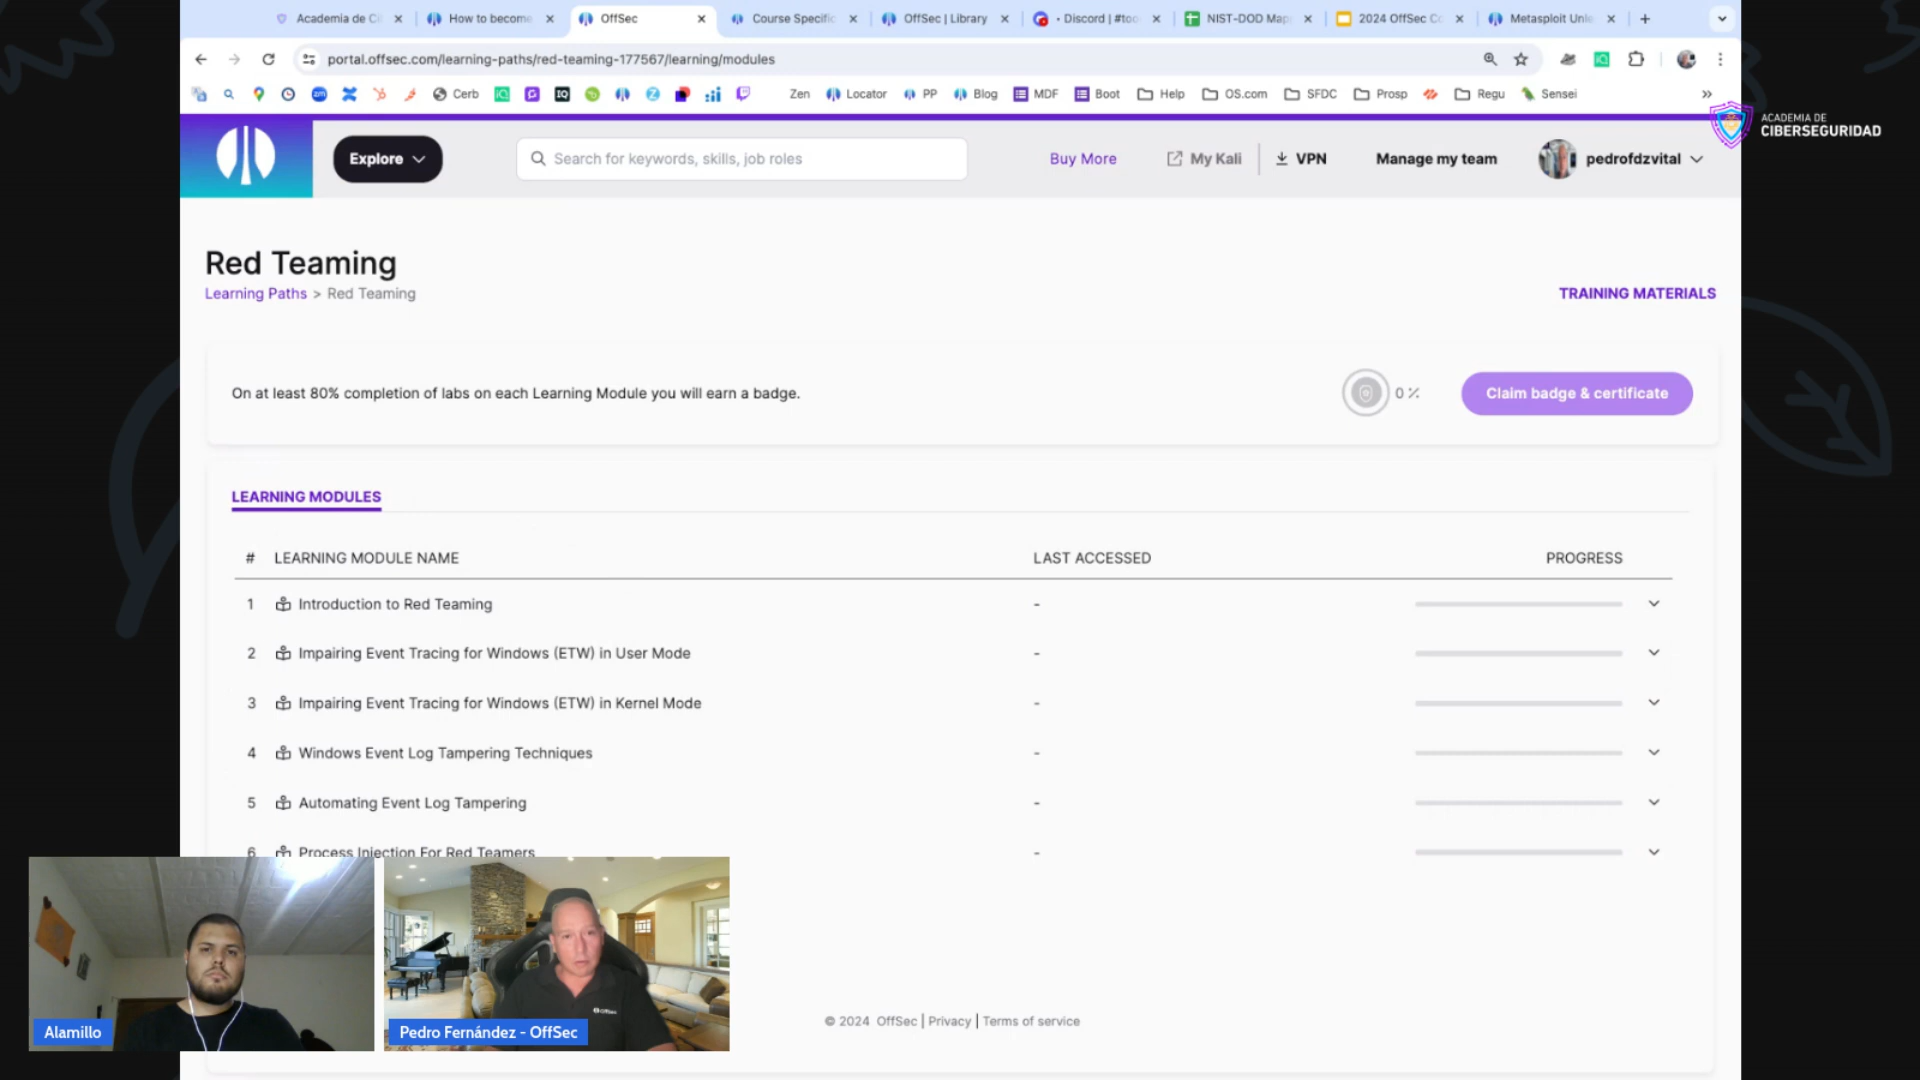 Academia de Ci
How to become
OffSec
Course Specific
OffSec | Library
• Discord | #too
NIST-DOD Map
2024 OffSec Co
Metasploit Unle
portal.offsec.com/learning-paths/red-teaming-177567/learning/modules
Cerb
Zen
Locator
PP
Blog
MDF
Boot
Help
OS.com
SFDC
Prosp
Regu
Sensei
ACADEMIA DE
CIBERSEGURIDAD
Explore
Search for keywords, skills, job roles
Buy More
My Kali
VPN
Manage my team
pedrofdzvital
Red Teaming
Learning Paths > Red Teaming
TRAINING MATERIALS
On at least 80% completion of labs on each Learning Module you will earn a badge.
0 %
Claim badge & certificate
LEARNING MODULES
# LEARNING MODULE NAME LAST ACCESSED PROGRESS
1 Introduction to Red Teaming -
2 Impairing Event Tracing for Windows (ETW) in User Mode -
3 Impairing Event Tracing for Windows (ETW) in Kernel Mode -
4 Windows Event Log Tampering Techniques -
5 Automating Event Log Tampering -
6 Process Injection For Red Teamers -
OffSec
Alamillo
Pedro Fernández - OffSec
© 2024 OffSec | Privacy | Terms of service